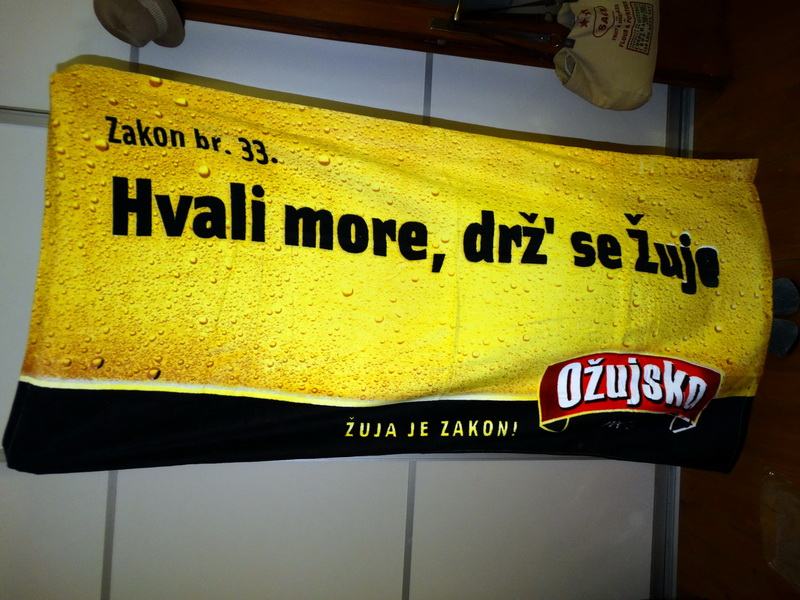 Zakon br. 33.
Hvali more, drž' se Žuje
Ožujsko
ŽUJA JE ZAKON!